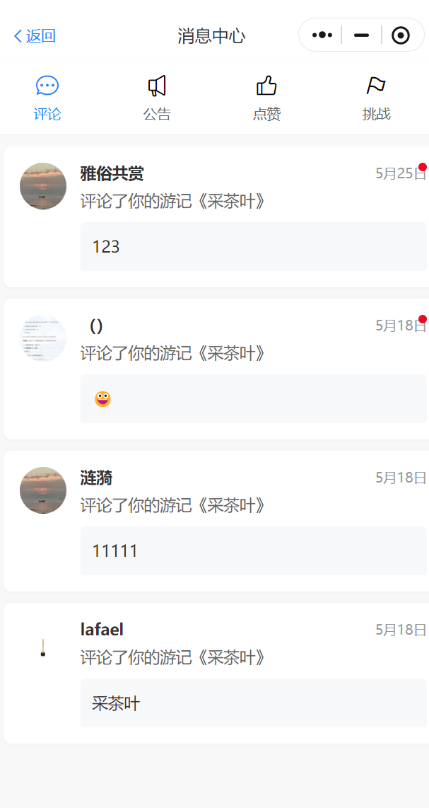 返回
消息中心
评论
公告
点赞
挑战
雅俗共赏
5月25日
评论了你的游记《采茶叶》
123
（）
5月18日
评论了你的游记《采茶叶》
涟漪
5月18日
评论了你的游记《采茶叶》
11111
lafael
5月18日
评论了你的游记《采茶叶》
采茶叶